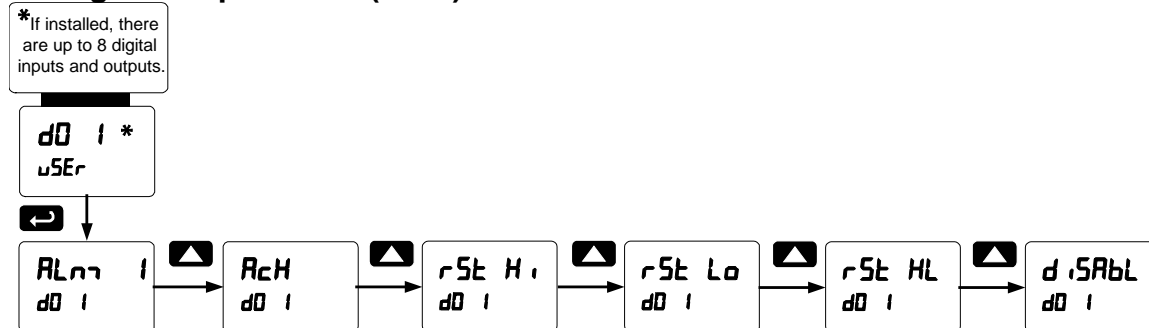 *If installed, there
are up to 8 digital
inputs and outputs.
dO 1 *
uSEr
ALm 1
dO 1
AcH
dO 1
rSt Hi
dO 1
rSt Lo
dO 1
rSt HL
dO 1
diSAbL
dO 1